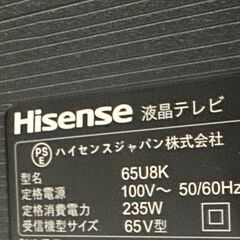 Hisense 液晶テレビ
PS E ハイセンスジャパン株式会社
型名 65U8K
定格電源 100V～ 50/60Hz
定格消費電力 235W
受信機型サイズ 65V型